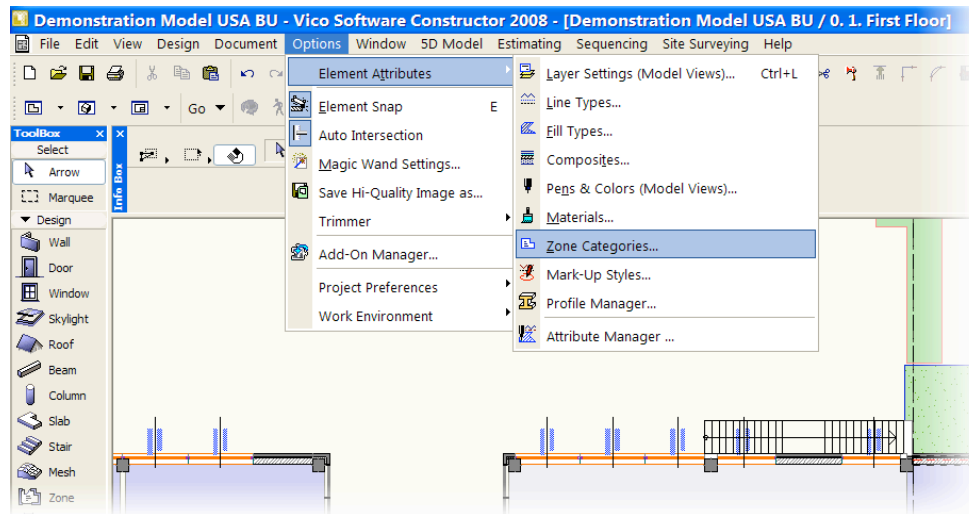 Demonstration Model USA BU - Vico Software Constructor 2008 - [Demonstration Model USA BU / 0. 1. First Floor]
File Edit View Design Document Options Window 5D Model Estimating Sequencing Site Surveying Help
Element Attributes
Layer Settings (Model Views)... Ctrl+L
Element Snap E
Line Types...
Go
Auto Intersection
Fill Types...
ToolBox
Select
Magic Wand Settings...
Composites...
Arrow
Info Box
Save Hi-Quality Image as...
Pens & Colors (Model Views)...
Marquee
Trimmer
Materials...
Design
Wall
Add-On Manager...
Zone Categories...
Door
Project Preferences
Mark-Up Styles...
Window
Work Environment
Profile Manager...
Skylight
Attribute Manager ...
Roof
Beam
Column
Slab
Stair
Mesh
Zone